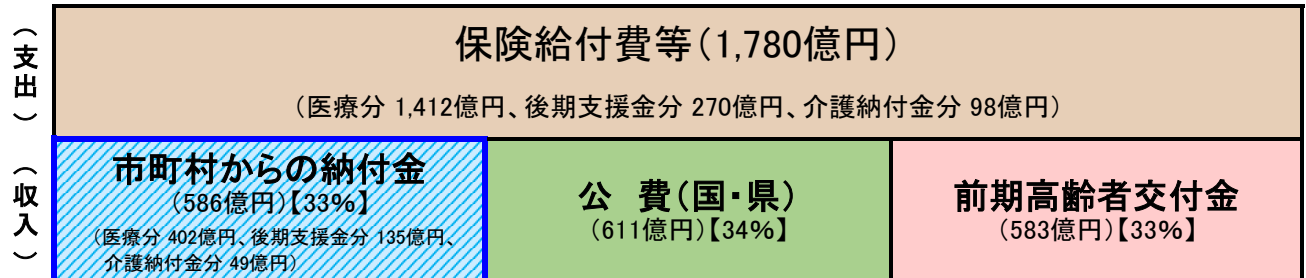 （支出）
保険給付費等（1,780億円）
（医療分 1,412億円、後期支援金分 270億円、介護納付金分 98億円）
（収入）
市町村からの納付金
（586億円）【33%】
（医療分 402億円、後期支援金分 135億円、
介護納付金分 49億円）
公 費（国・県）
（611億円）【34%】
前期高齢者交付金
（583億円）【33%】